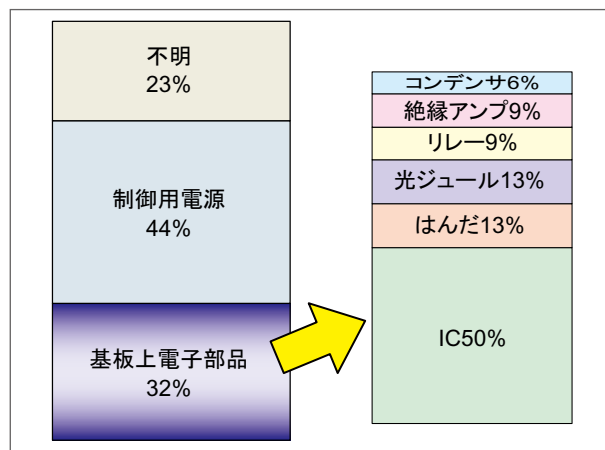 不明
23%
制御用電源
44%
基板上電子部品
32%
コンデンサ6%
絶縁アンプ9%
リレー9%
光ジュール13%
はんだ13%
IC50%